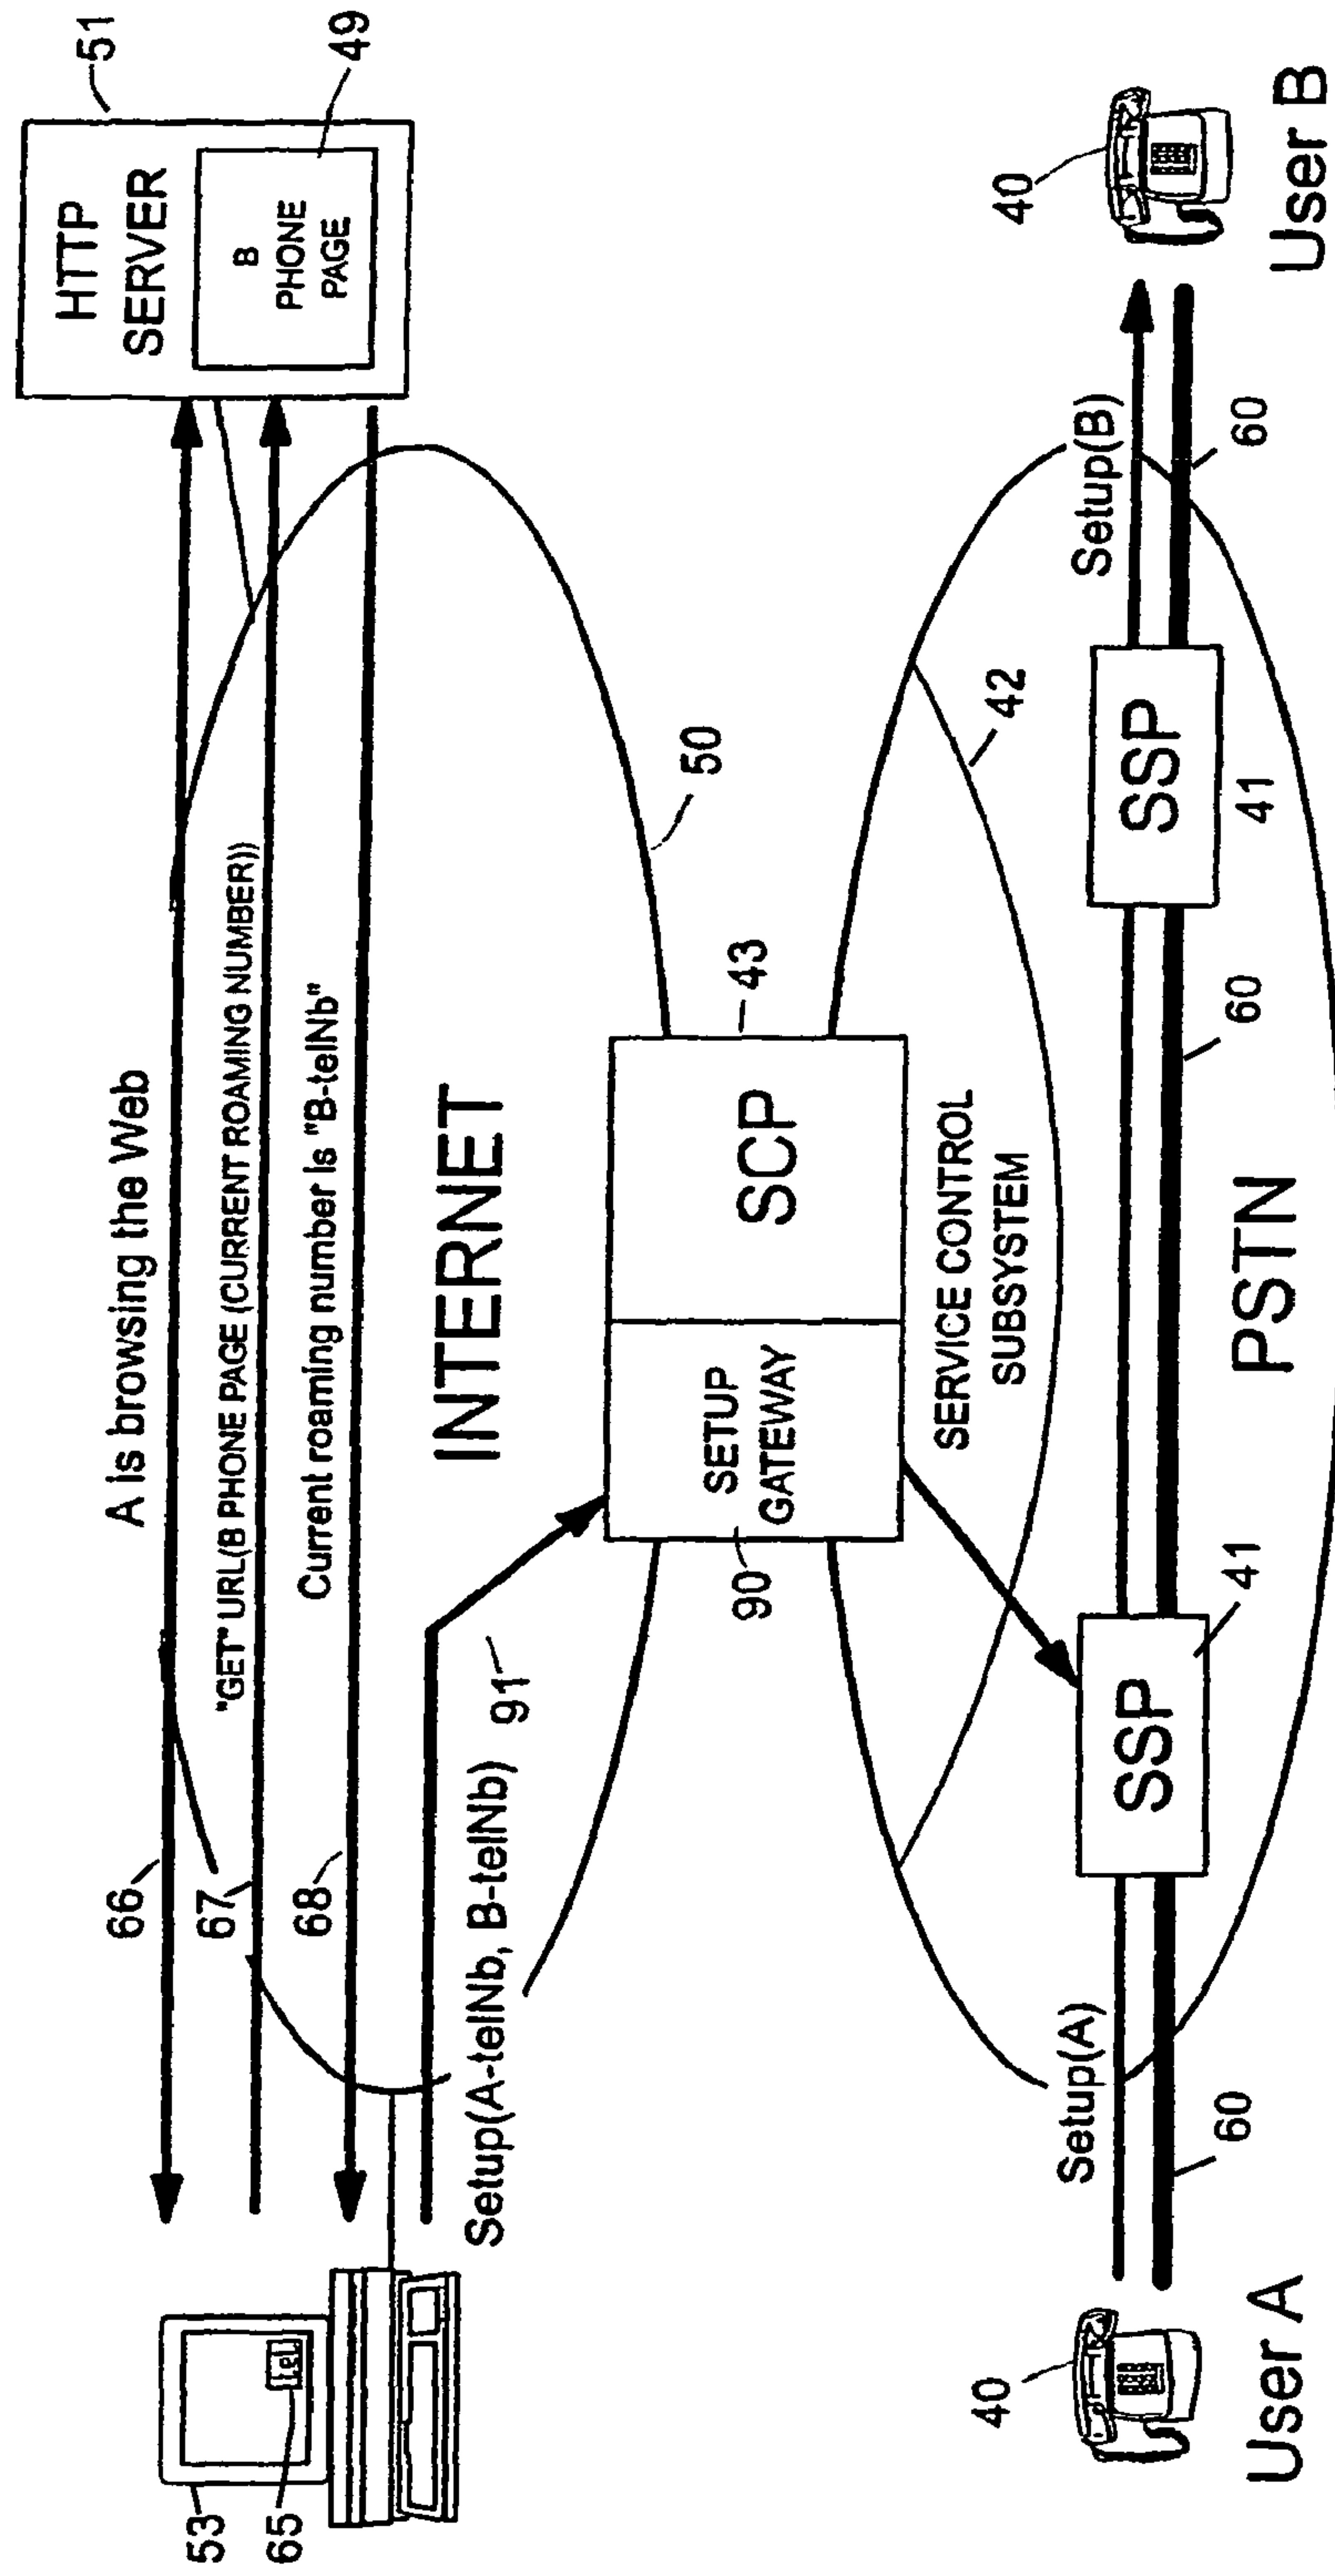 A is browsing the Web
66
"GET" URL(B PHONE PAGE (CURRENT ROAMING NUMBER))
67
Current roaming number is "B-telNb"
68
HTTP
SERVER
51
B
PHONE
PAGE
49
53
65
tel
INTERNET
Setup(A-telNb, B-telNb)
91
50
SETUP
GATEWAY
90
SCP
43
SERVICE CONTROL
SUBSYSTEM
42
Setup(A)
Setup(B)
40
SSP
41
SSP
41
40
60
60
60
User A
PSTN
User B